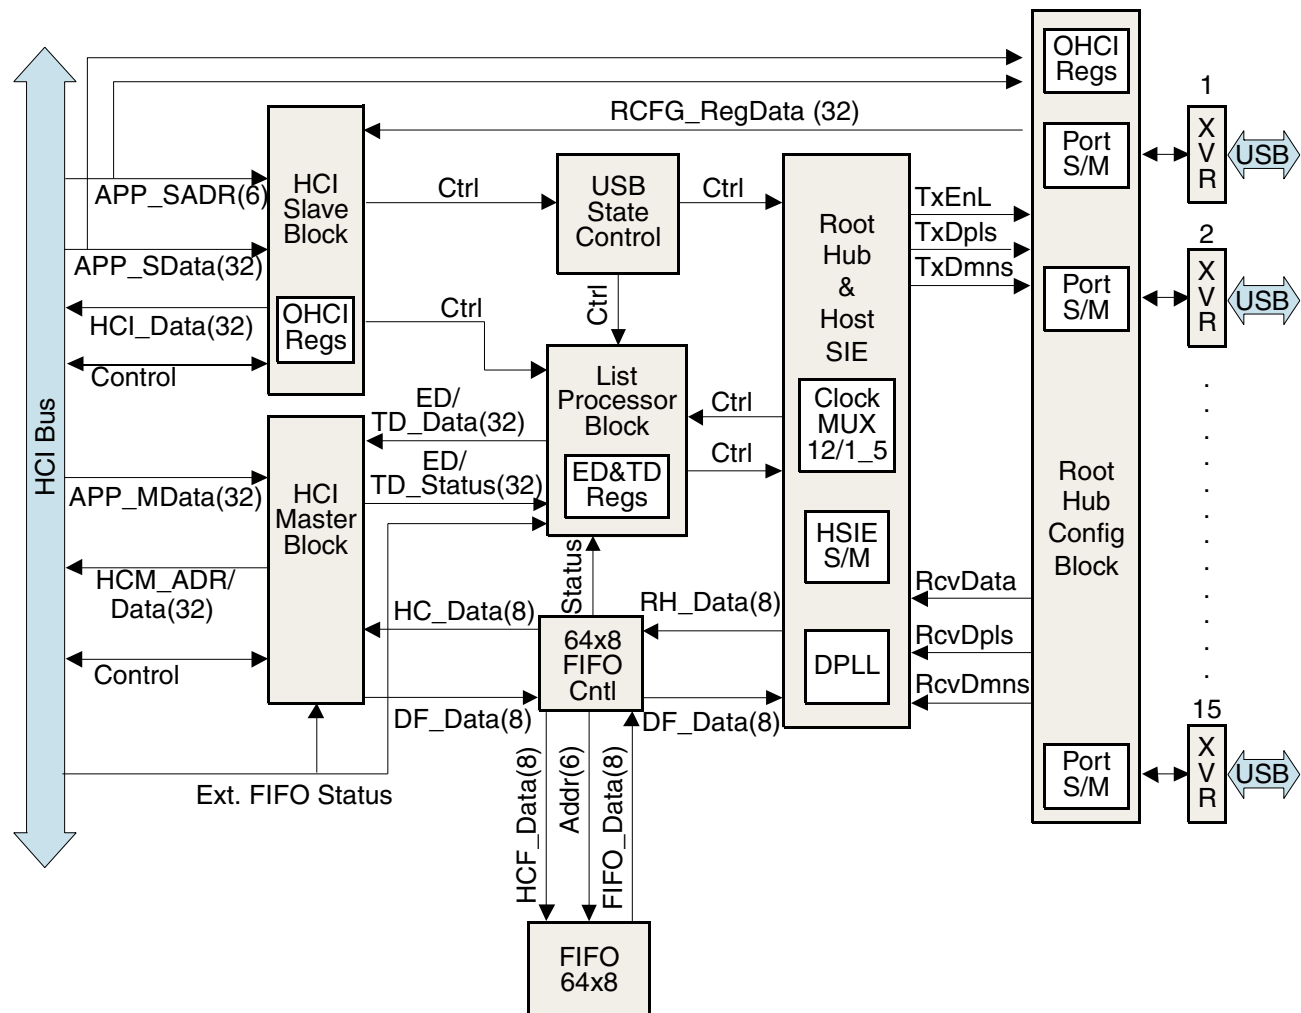 OHCI
Regs
1
RCFG_RegData (32)
X
V
R
USB
Port
S/M
HCI
Slave
Block
APP_SADR(6)
Ctrl
USB
State
Control
Ctrl
Root
Hub
&
Host
SIE
TxEnL
TxDpls
TxDmns
2
X
V
R
USB
Port
S/M
APP_SData(32)
HCI_Data(32)
OHCI
Regs
Control
Ctrl
Ctrl
HCI Bus
ED/
TD_Data(32)
List
Processor
Block
Ctrl
Ctrl
Clock
MUX
12/1_5
ED/
TD_Status(32)
ED&TD
Regs
APP_MData(32)
HCI
Master
Block
HSIE
S/M
Root
Hub
Config
Block
HCM_ADR/
Data(32)
Status
HC_Data(8)
RH_Data(8)
RcvData
RcvDpls
RcvDmns
64x8
FIFO
Cntl
DPLL
Control
DF_Data(8)
DF_Data(8)
15
X
V
R
USB
Port
S/M
Ext. FIFO Status
HCF_Data(8)
Addr(6)
FIFO_Data(8)
FIFO
64x8